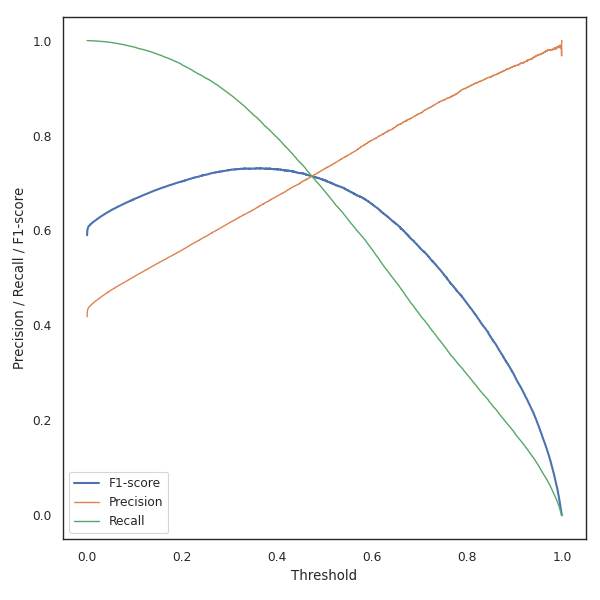 Precision / Recall / F1-score
1.0
0.8
0.6
0.4
0.2
0.0
F1-score
Precision
Recall
0.0 0.2 0.4 0.6 0.8 1.0
Threshold